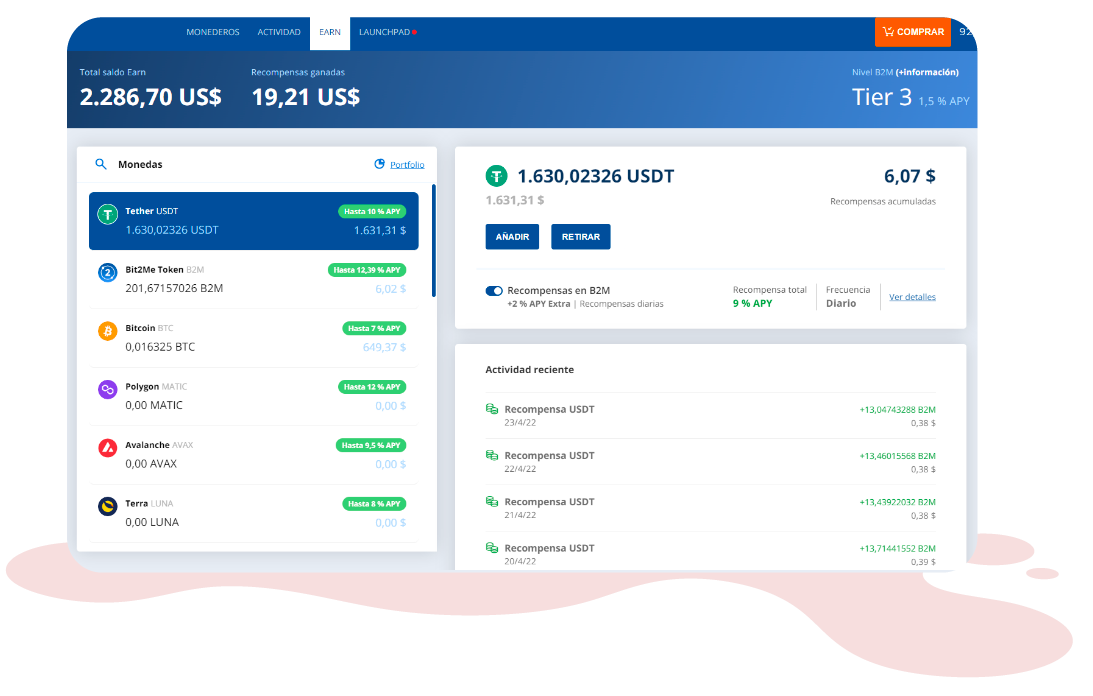 MONEDEROS ACTIVIDAD EARN LAUNCHPAD COMPRAR 92
Total saldo Earn Recompensas ganadas Nivel B2M (+información)
2.286,70 US$ 19,21 US$ Tier 3 1,5 % APY
Monedas Portfolio
Tether USDT Hasta 10 % APY
1.630,02326 USDT 1.631,31 $
Bit2Me Token B2M Hasta 12,39 % APY
201,67157026 B2M 6,02 $
Bitcoin BTC Hasta 7 % APY
0,016325 BTC 649,37 $
Polygon MATIC Hasta 12 % APY
0,00 MATIC 0,00 $
Avalanche AVAX Hasta 9,5 % APY
0,00 AVAX 0,00 $
Terra LUNA Hasta 8 % APY
0,00 LUNA 0,00 $
1.630,02326 USDT 6,07 $
1.631,31 $ Recompensas acumuladas
AÑADIR RETIRAR
Recompensas en B2M Recompensa total Frecuencia Ver detalles
+2 % APY Extra | Recompensas diarias 9 % APY Diario
Actividad reciente
Recompensa USDT +13,04743288 B2M
23/4/22 0,38 $
Recompensa USDT +13,46015568 B2M
22/4/22 0,38 $
Recompensa USDT +13,43922032 B2M
21/4/22 0,38 $
Recompensa USDT +13,71441552 B2M
20/4/22 0,39 $